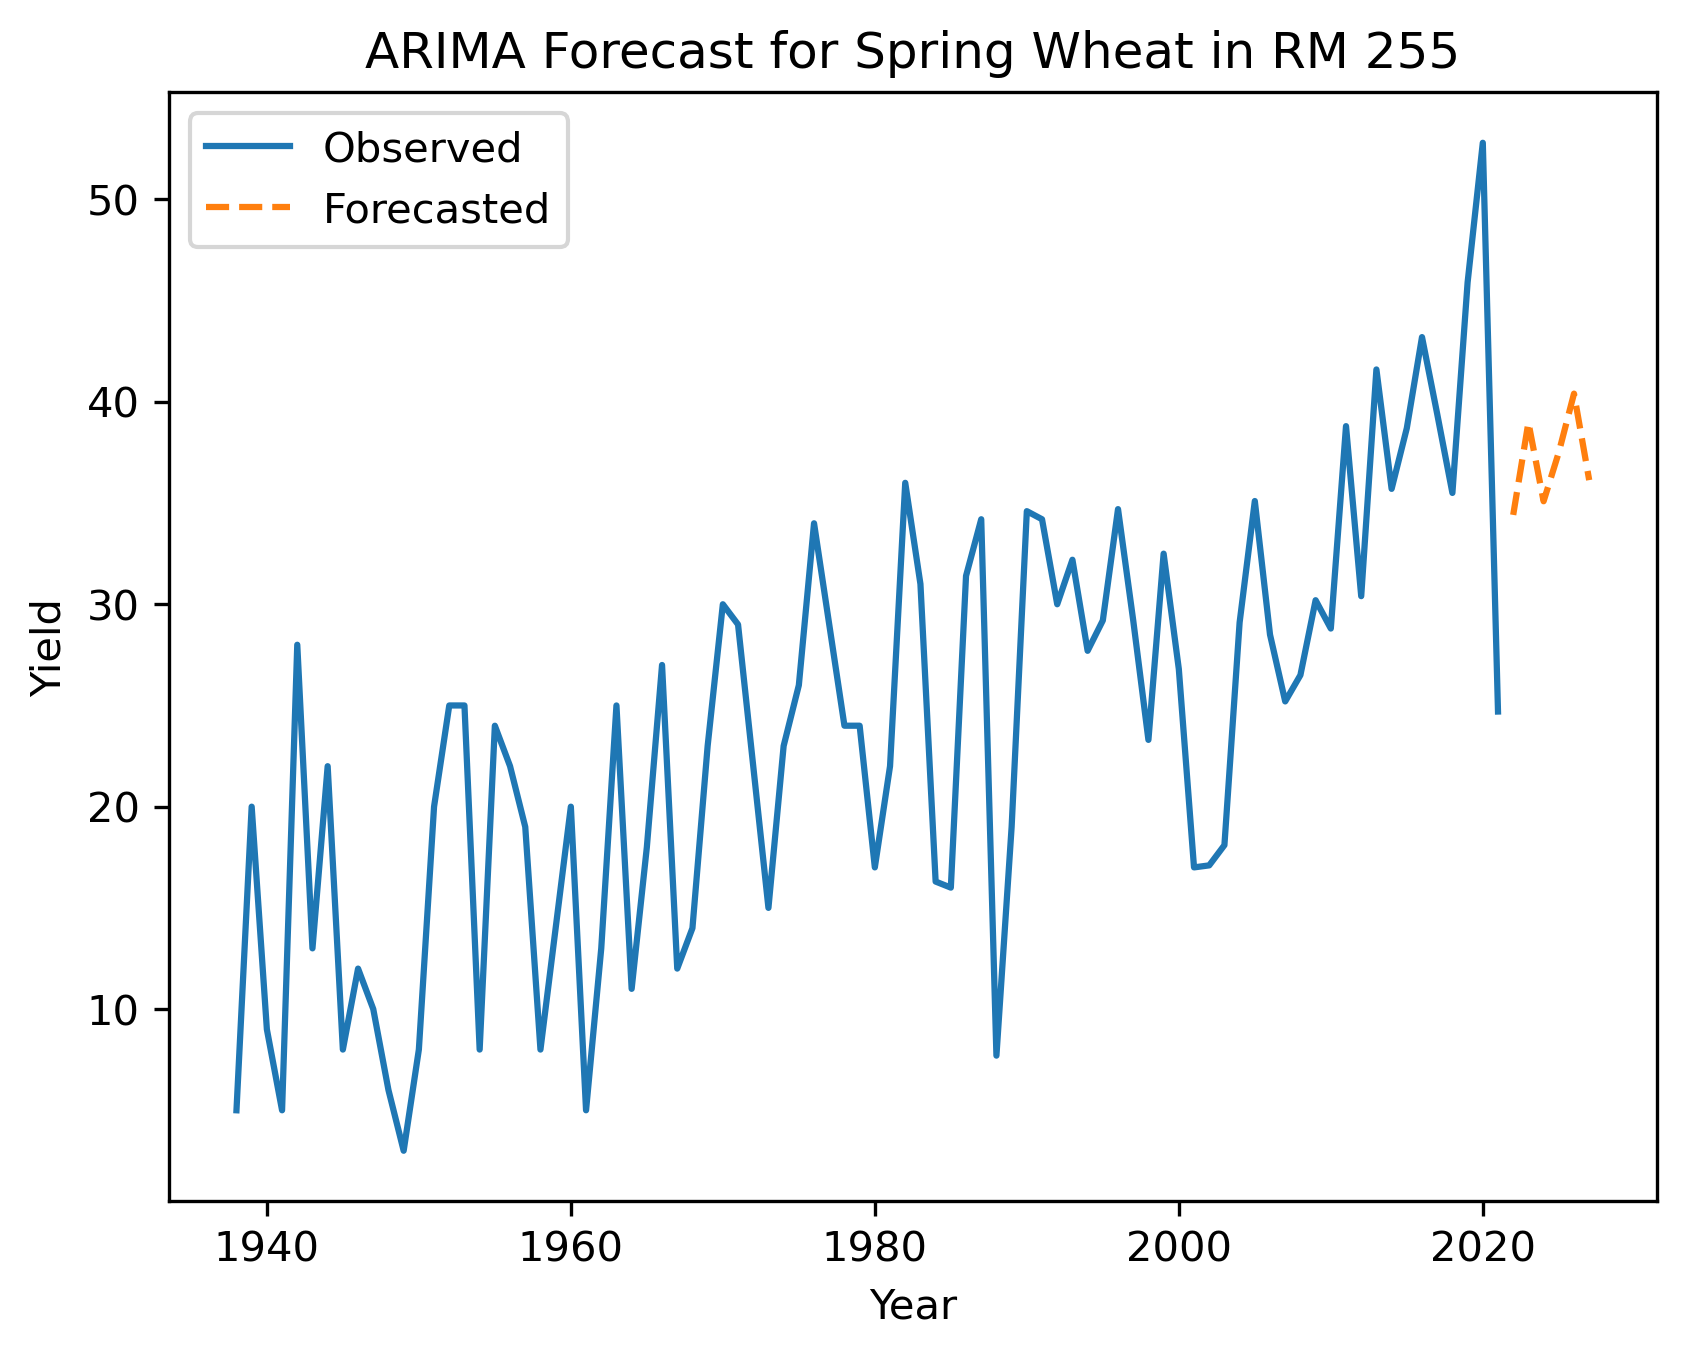 ARIMA Forecast for Spring Wheat in RM 255
Observed
Forecasted
50
40
30
20
10
Yield
1940 1960 1980 2000 2020
Year